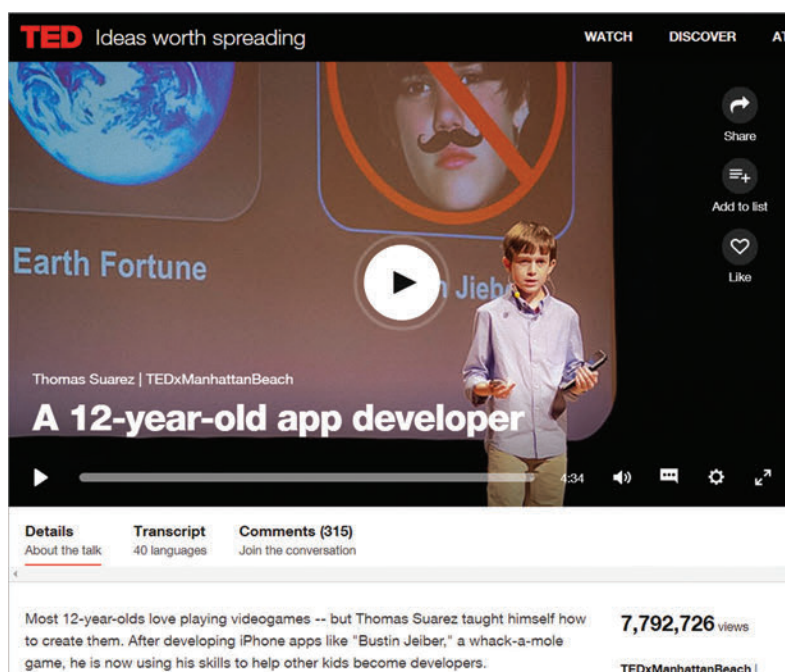 TED Ideas worth spreading
WATCH DISCOVER
Share
Add to list
Like
Earth Fortune
Thomas Suarez | TEDxManhattanBeach
A 12-year-old app developer
4:34
Details Transcript Comments (315)
About the talk 40 languages Join the conversation
Most 12-year-olds love playing videogames -- but Thomas Suarez taught himself how
to create them. After developing iPhone apps like "Bustin Jeiber," a whack-a-mole
game, he is now using his skills to help other kids become developers.
7,792,726 views
TEDxManhattanBeach |